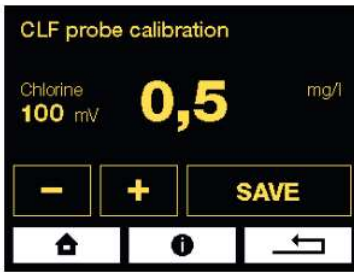 CLF probe calibration
Chlorine
100 mV
0,5
mg/l
− + SAVE